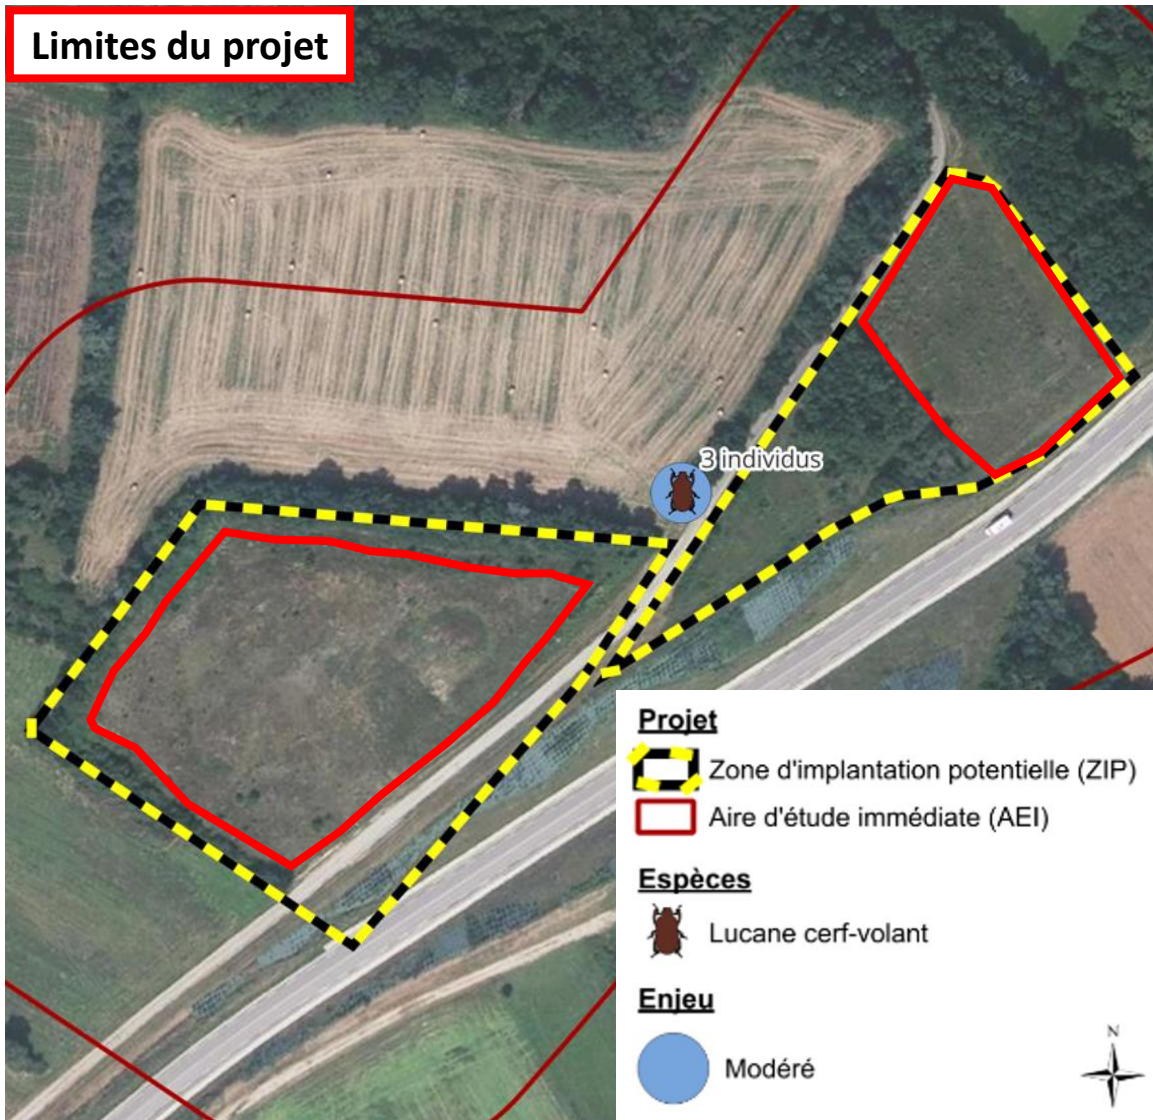 Limites du projet
3 individus
Projet
Zone d'implantation potentielle (ZIP)
Aire d'étude immédiate (AEI)
Espèces
Lucane cerf-volant
Enjeu
Modéré
N